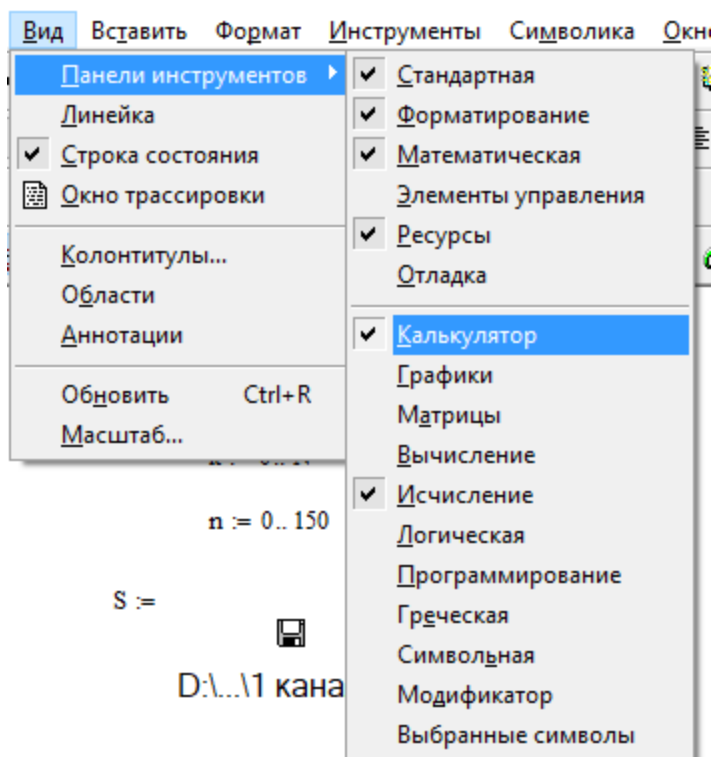 Вид Вставить Формат Инструменты Символика Окн
Панели инструментов
Линейка
Строка состояния
Окно трассировки
Колонтитулы...
Области
Аннотации
Обновить Ctrl+R
Масштаб...
Стандартная
Форматирование
Математическая
Элементы управления
Ресурсы
Отладка
Калькулятор
Графики
Матрицы
Вычисление
Исчисление
Логическая
Программирование
Греческая
Символьная
Модификатор
Выбранные символы
n := 0.. 150
S :=
D:\...\1 кана